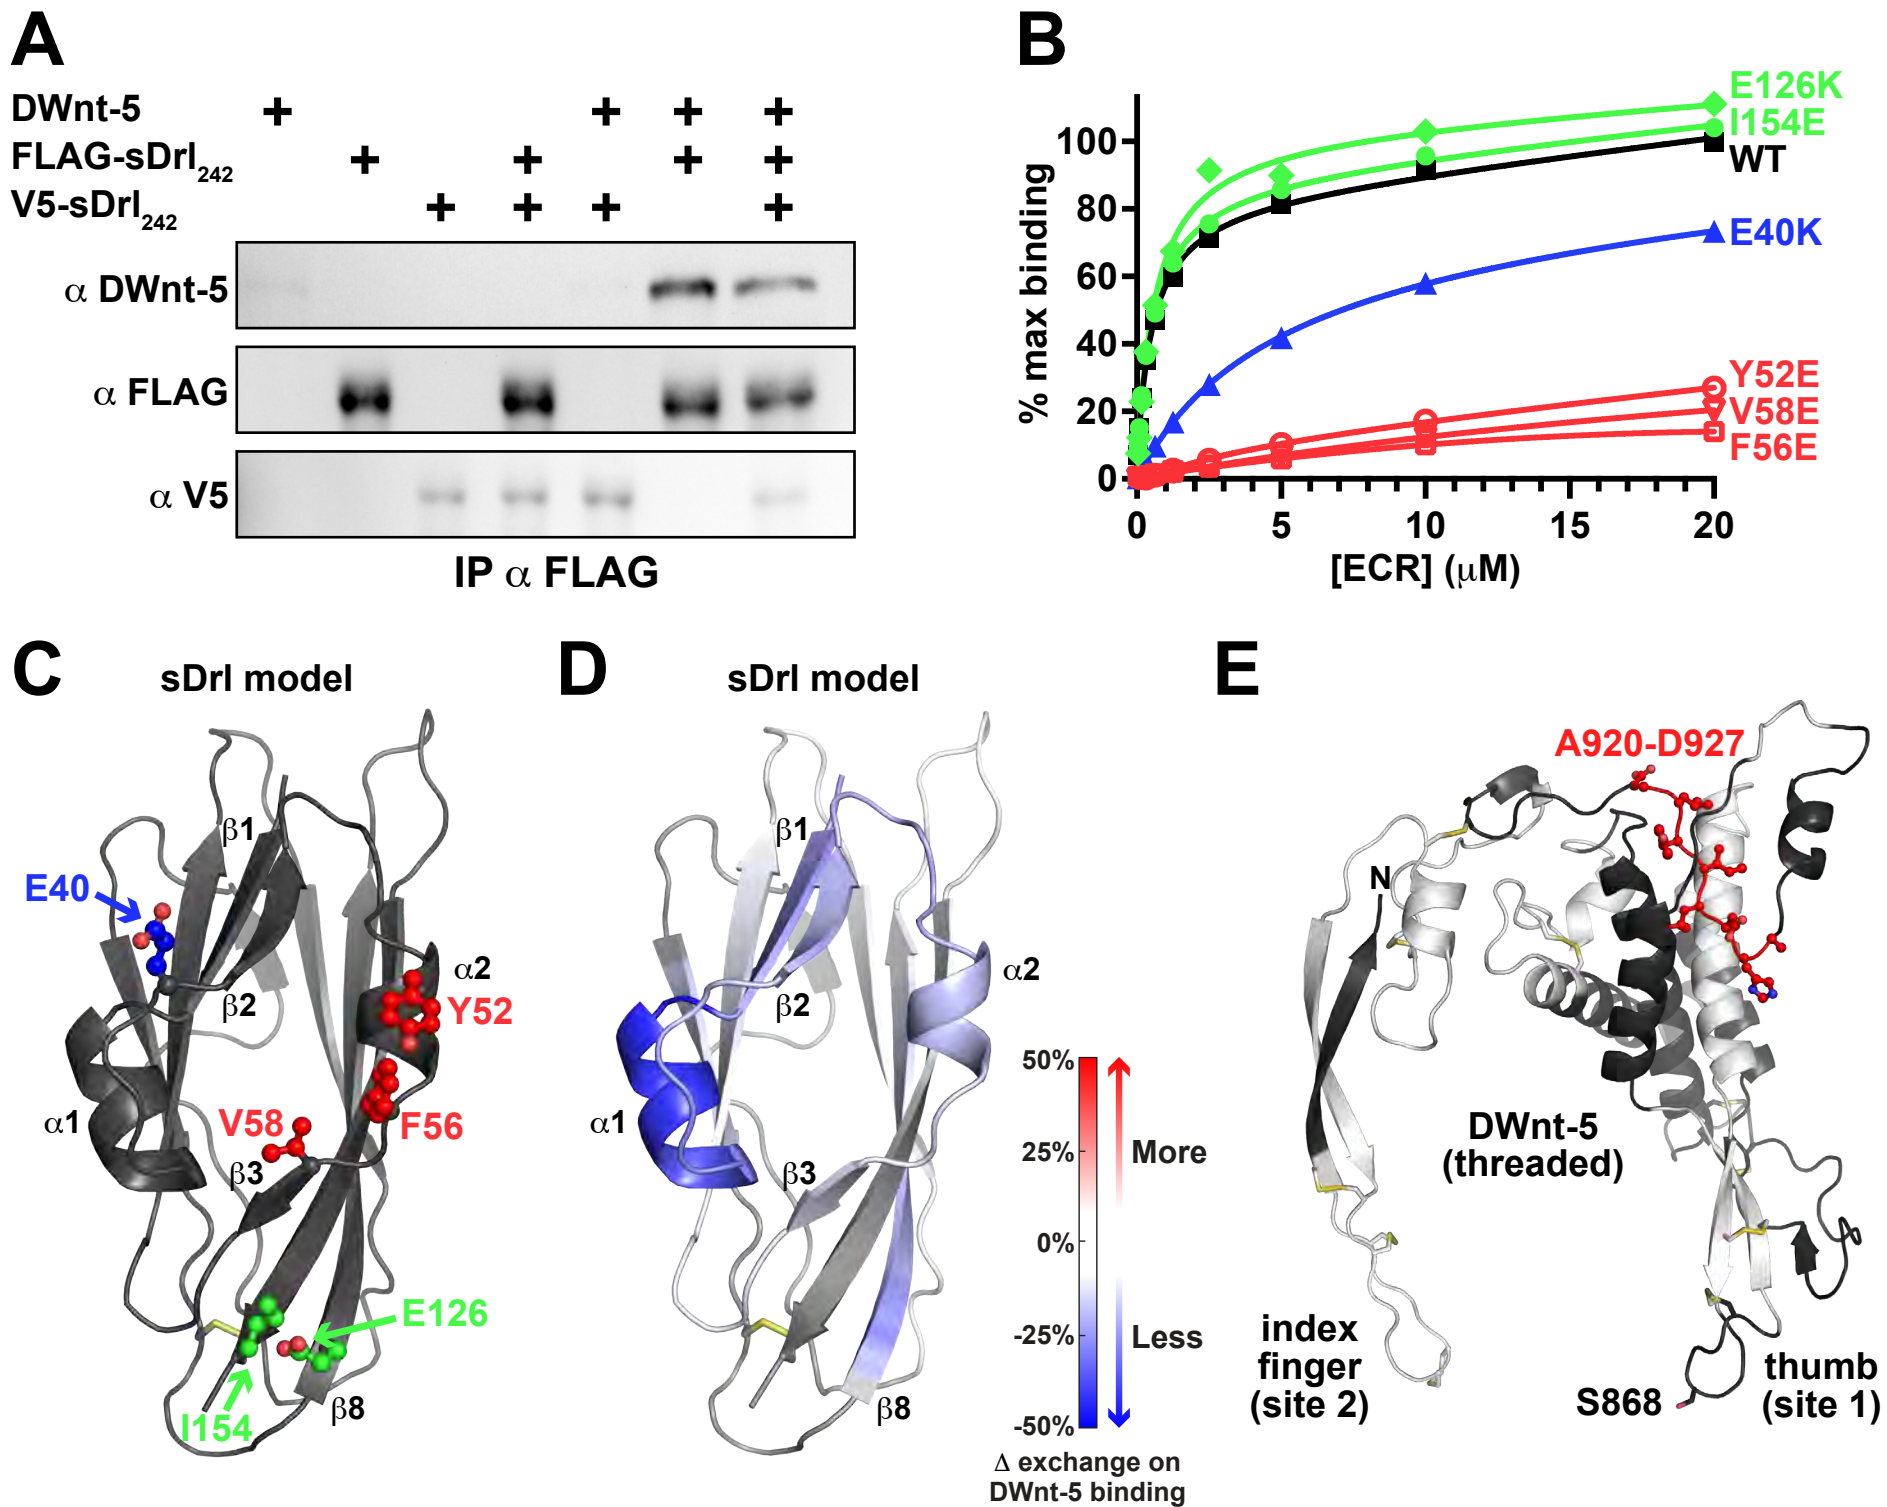 A
DWnt-5 + + + +
FLAG-sDrl242 + + + +
V5-sDrl242 + + + +
α DWnt-5
α FLAG
α V5
IP α FLAG
B
% max binding
100
80
60
40
20
0
0 5 10 15 20
[ECR] (μM)
E126K
I154E
WT
E40K
Y52E
V58E
F56E
C
sDrl model
β1
E40
α2
β2
Y52
α1
V58
F56
β3
E126
I154
β8
D
sDrl model
β1
α2
β2
α1
β3
β8
50%
25%
0%
-25%
-50%
More
Less
Δ exchange on
DWnt-5 binding
E
A920-D927
N
DWnt-5
(threaded)
index
finger
(site 2)
S868
thumb
(site 1)